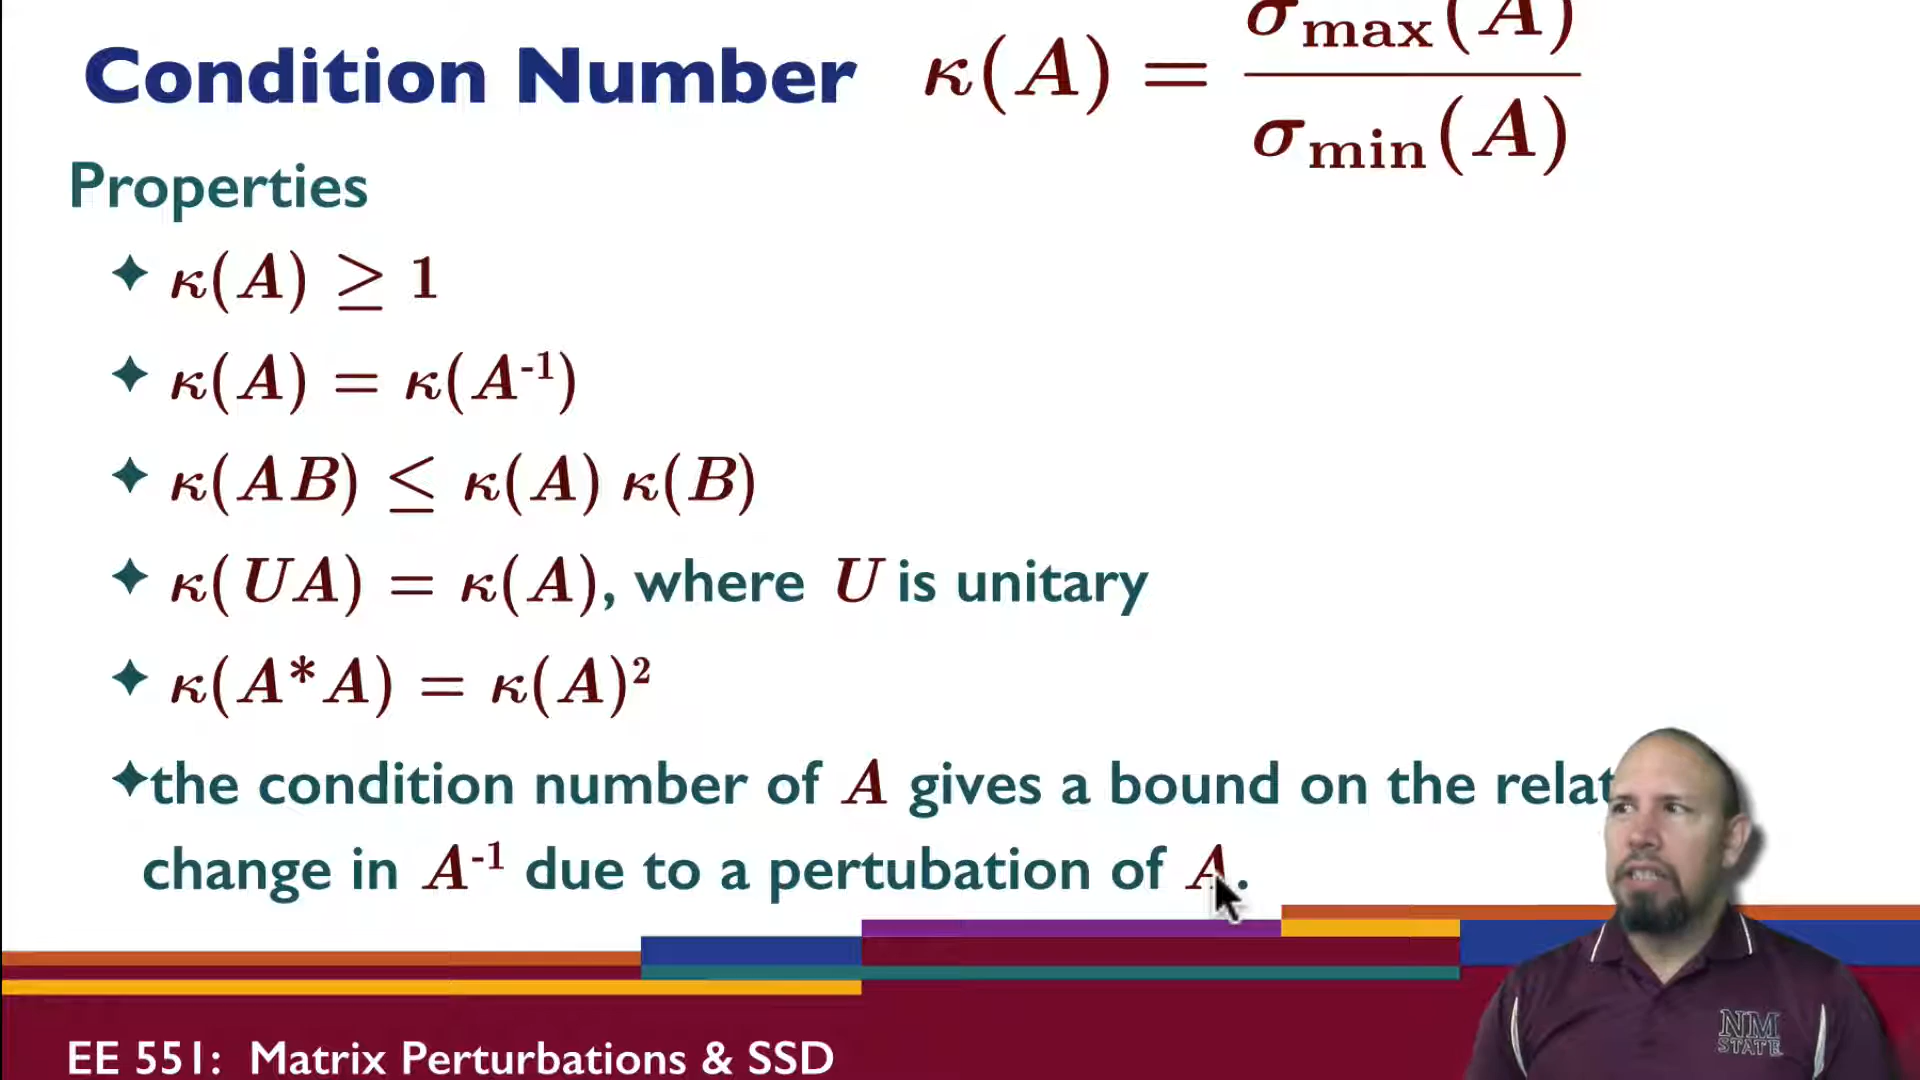 Condition Number κ(A) = σmax(A) / σmin(A)
Properties
✦ κ(A) ≥ 1
✦ κ(A) = κ(A⁻¹)
✦ κ(AB) ≤ κ(A) κ(B)
✦ κ(UA) = κ(A), where U is unitary
✦ κ(A*A) = κ(A)²
✦ the condition number of A gives a bound on the relat
change in A⁻¹ due to a pertubation of A.
NM
STATE
EE 551: Matrix Perturbations & SSD